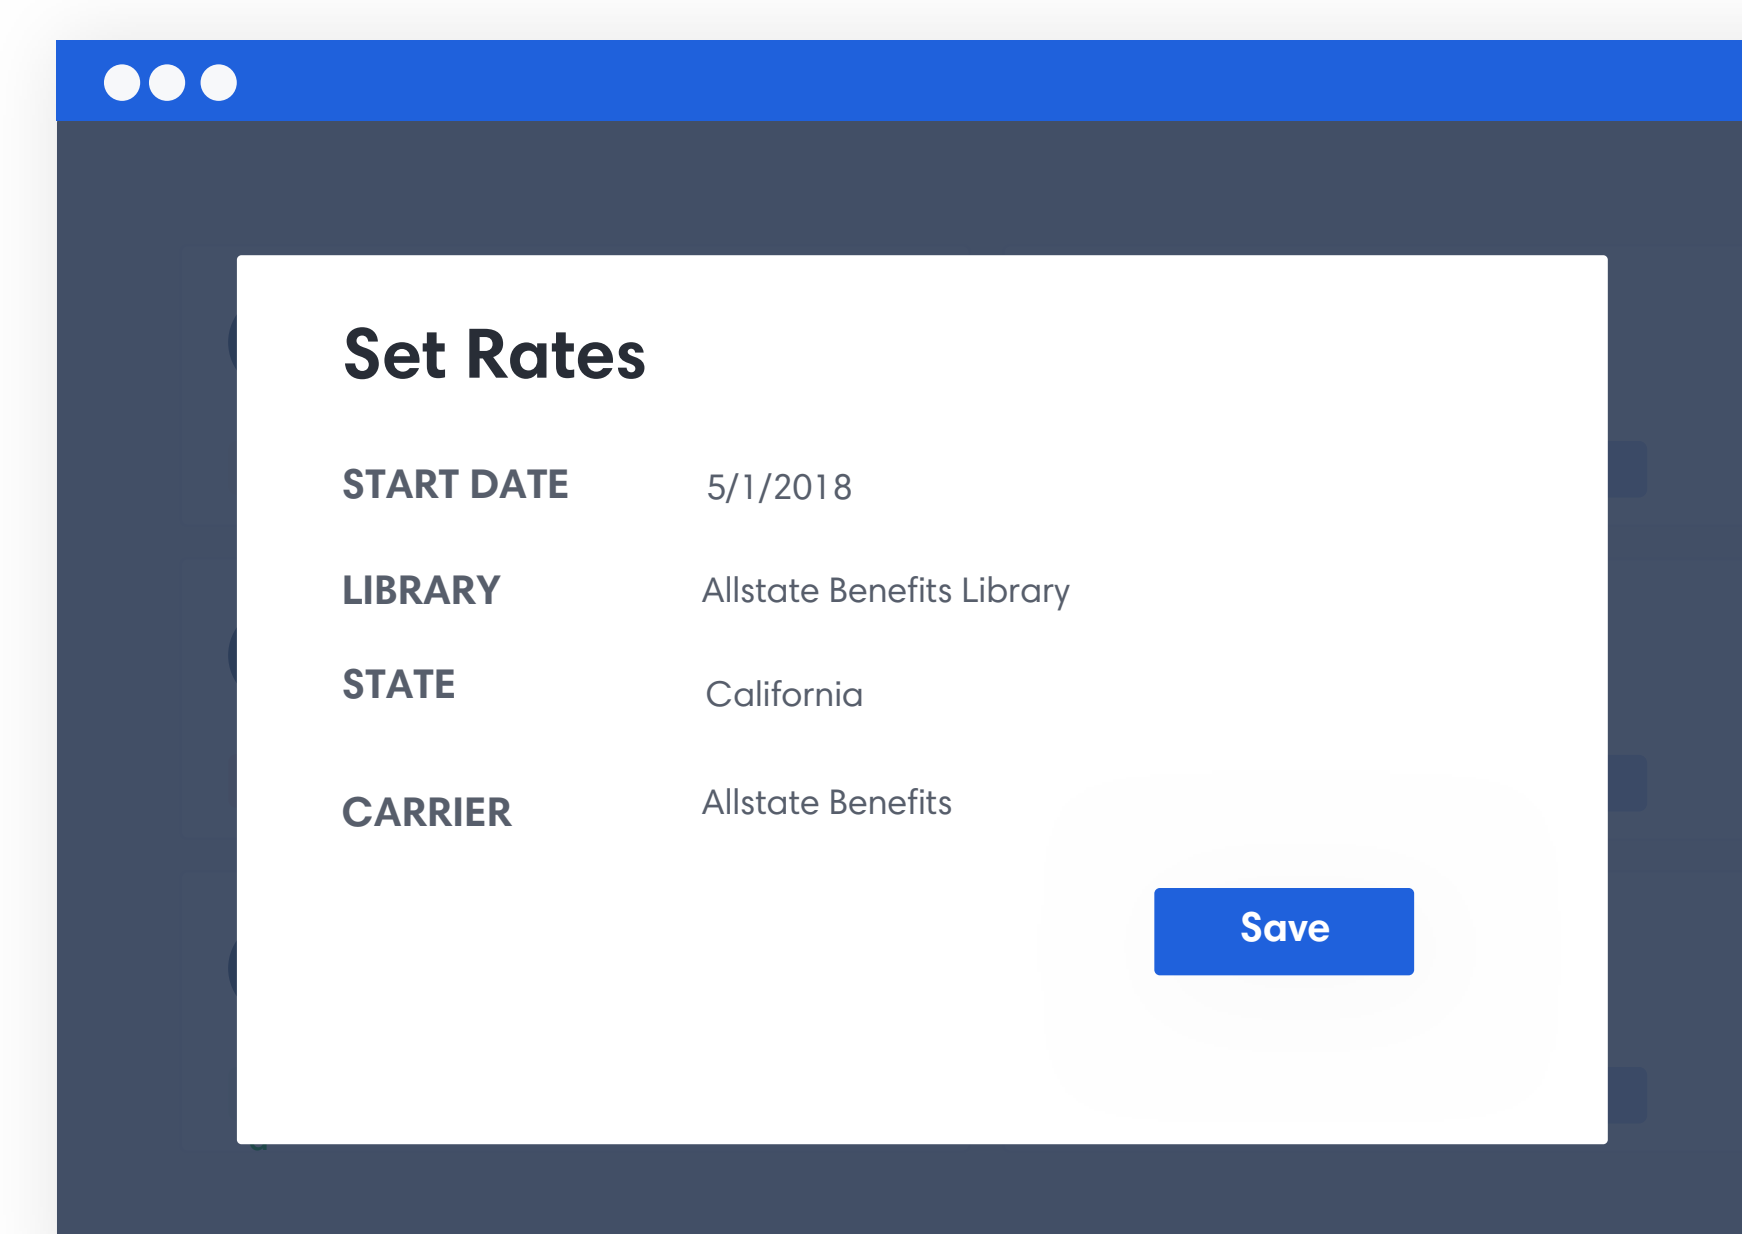 Set Rates
START DATE 5/1/2018
LIBRARY Allstate Benefits Library
STATE California
CARRIER Allstate Benefits
Save